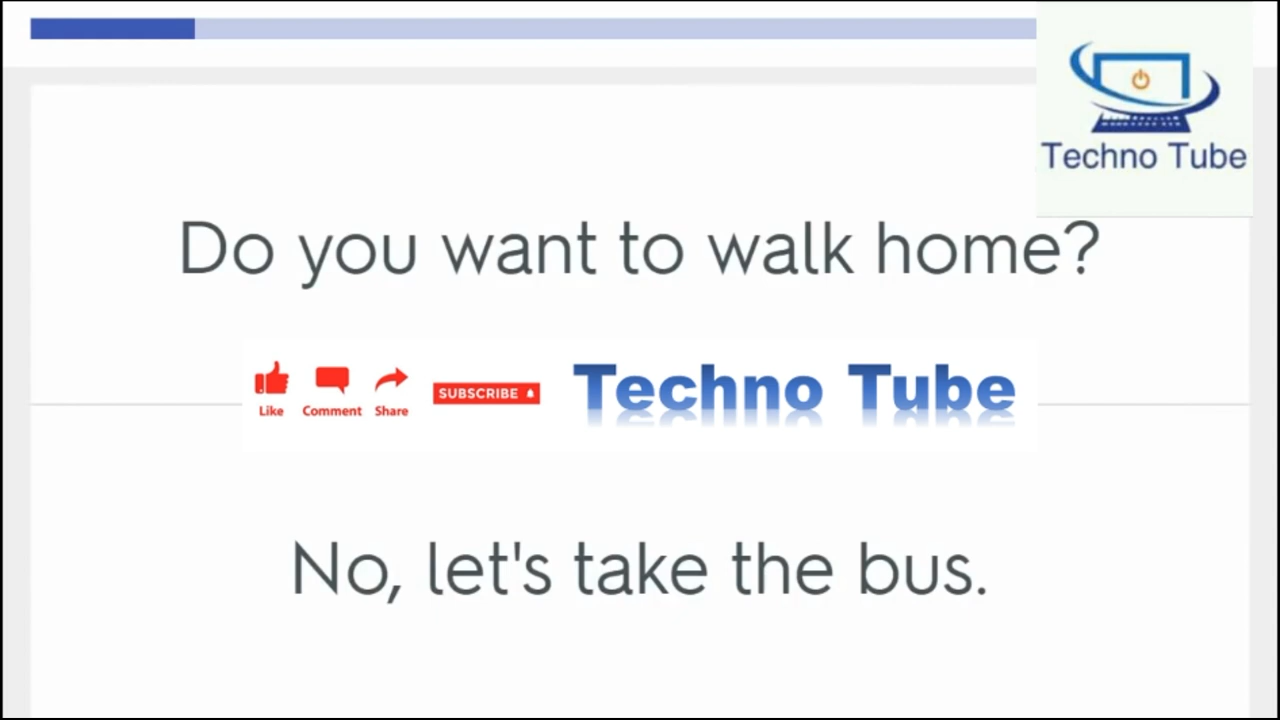 Techno Tube
Do you want to walk home?
Like Comment Share SUBSCRIBE Techno Tube
No, let's take the bus.